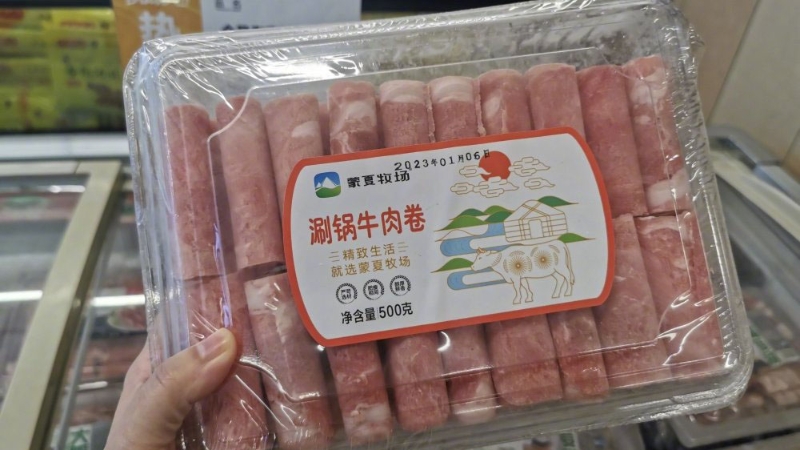 热
2023年01月06日
蒙夏牧场
涮锅牛肉卷
精致生活
就选蒙夏牧场
净含量500克